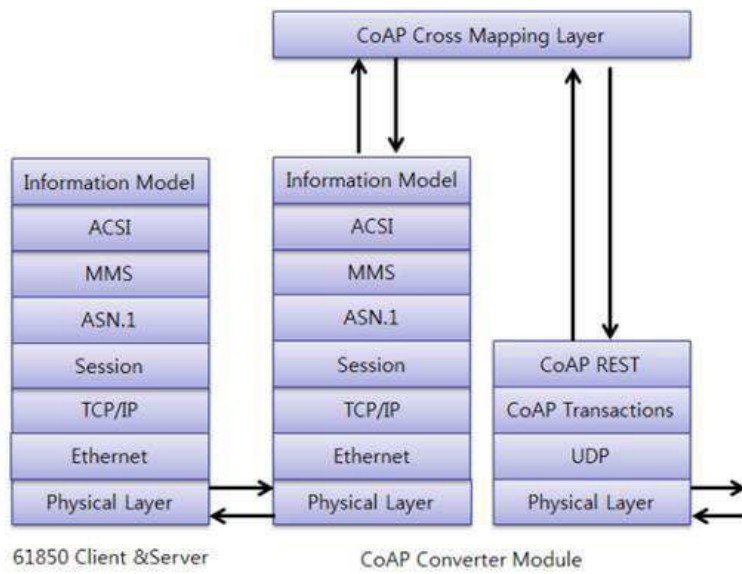 CoAP Cross Mapping Layer
Information Model
ACSI
MMS
ASN.1
Session
TCP/IP
Ethernet
Physical Layer
61850 Client &Server
Information Model
ACSI
MMS
ASN.1
Session
TCP/IP
Ethernet
Physical Layer
CoAP REST
CoAP Transactions
UDP
Physical Layer
CoAP Converter Module